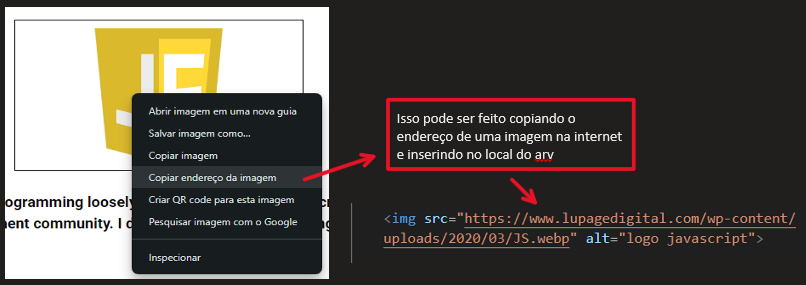 JS
Abrir imagem em uma nova guia
Salvar imagem como...
Copiar imagem
Copiar endereço da imagem
Criar QR code para esta imagem
Pesquisar imagem com o Google
Inspecionar
ogramming loosely
cr
ent community. I d
ng
Isso pode ser feito copiando o
endereço de uma imagem na internet
e inserindo no local do arv
<img src="https://www.lupagedigital.com/wp-content/
uploads/2020/03/JS.webp" alt="logo javascript">